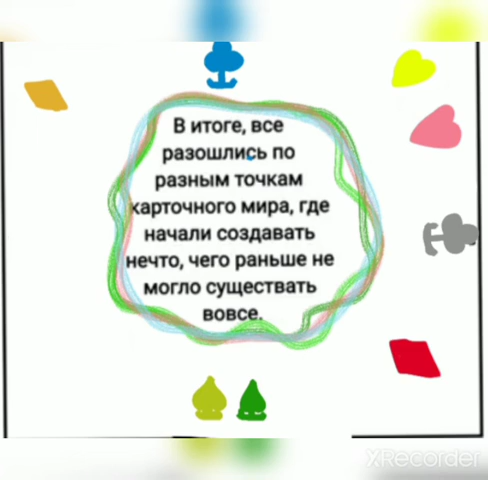 В итоге, все
разошлись по
разным точкам
карточного мира, где
начали создавать
нечто, чего раньше не
могло существать
вовсе.
XRecorder